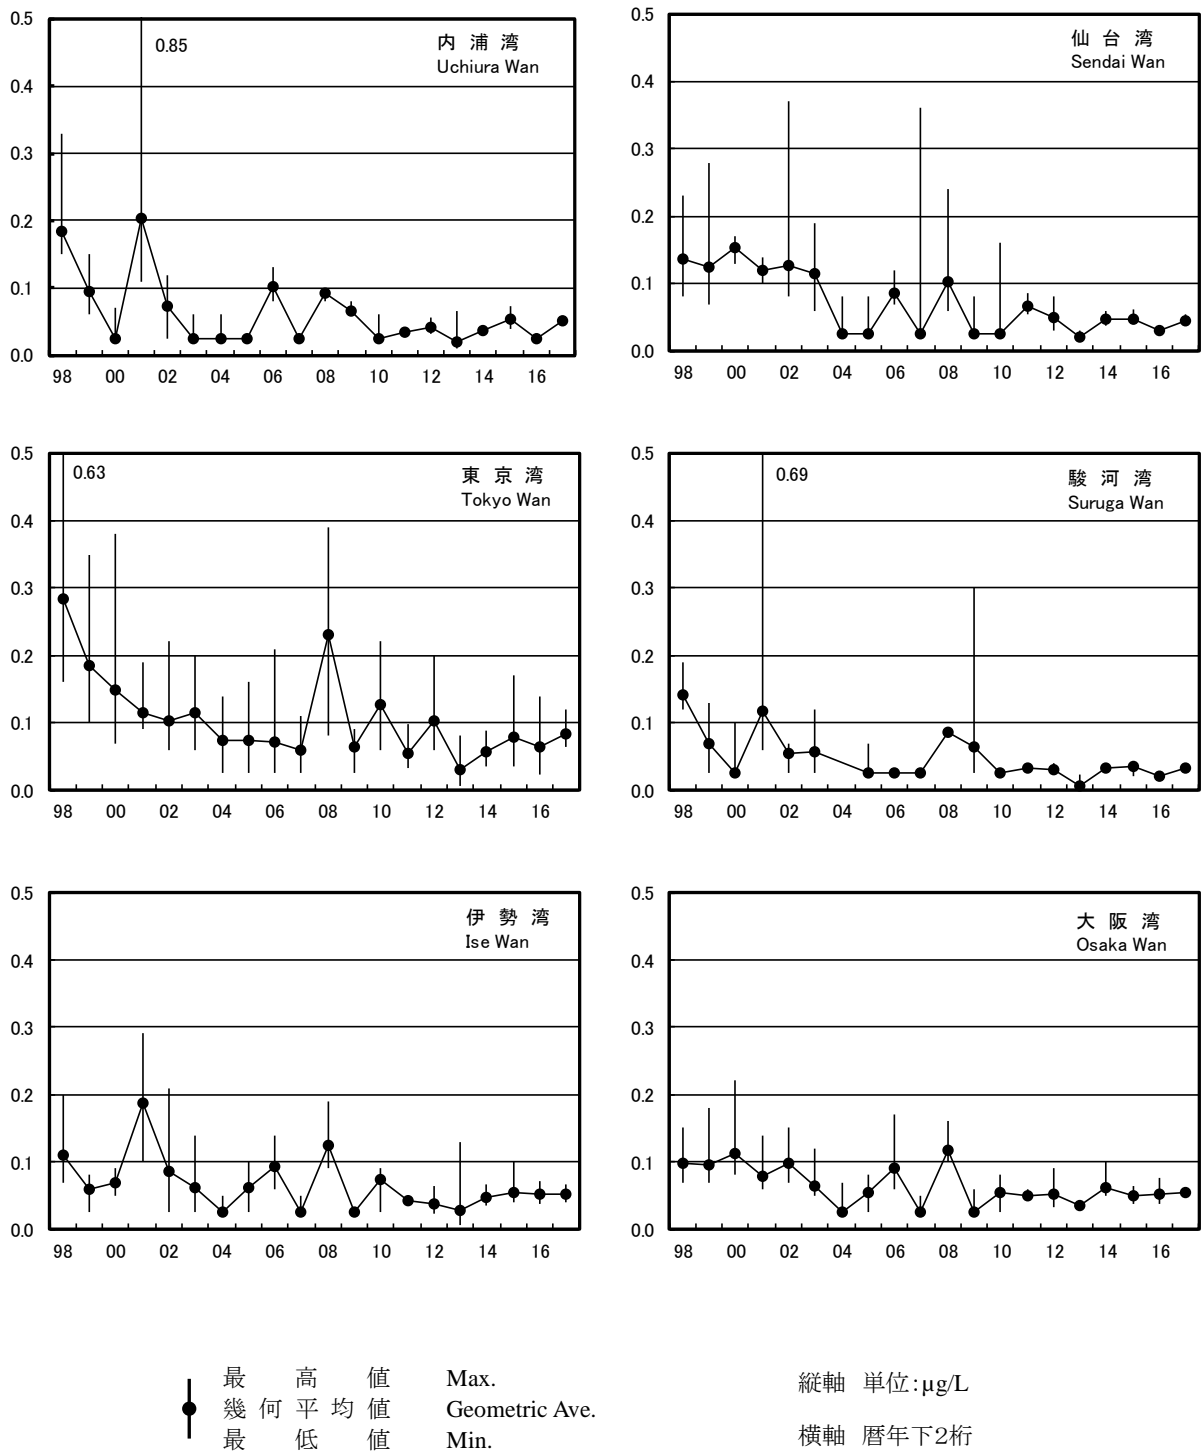 0.5
0.4
0.3
0.2
0.1
0.0
98 00 02 04 06 08 10 12 14 16
0.85
内 浦 湾
Uchiura Wan
0.5
0.4
0.3
0.2
0.1
0.0
98 00 02 04 06 08 10 12 14 16
仙 台 湾
Sendai Wan
0.5
0.4
0.3
0.2
0.1
0.0
98 00 02 04 06 08 10 12 14 16
0.63
東 京 湾
Tokyo Wan
0.5
0.4
0.3
0.2
0.1
0.0
98 00 02 04 06 08 10 12 14 16
0.69
駿 河 湾
Suruga Wan
0.5
0.4
0.3
0.2
0.1
0.0
98 00 02 04 06 08 10 12 14 16
伊 勢 湾
Ise Wan
0.5
0.4
0.3
0.2
0.1
0.0
98 00 02 04 06 08 10 12 14 16
大 阪 湾
Osaka Wan
最 高 値 Max.
幾 何 平 均 値 Geometric Ave.
最 低 値 Min.
縦軸 単位:µg/L
横軸 暦年下2桁